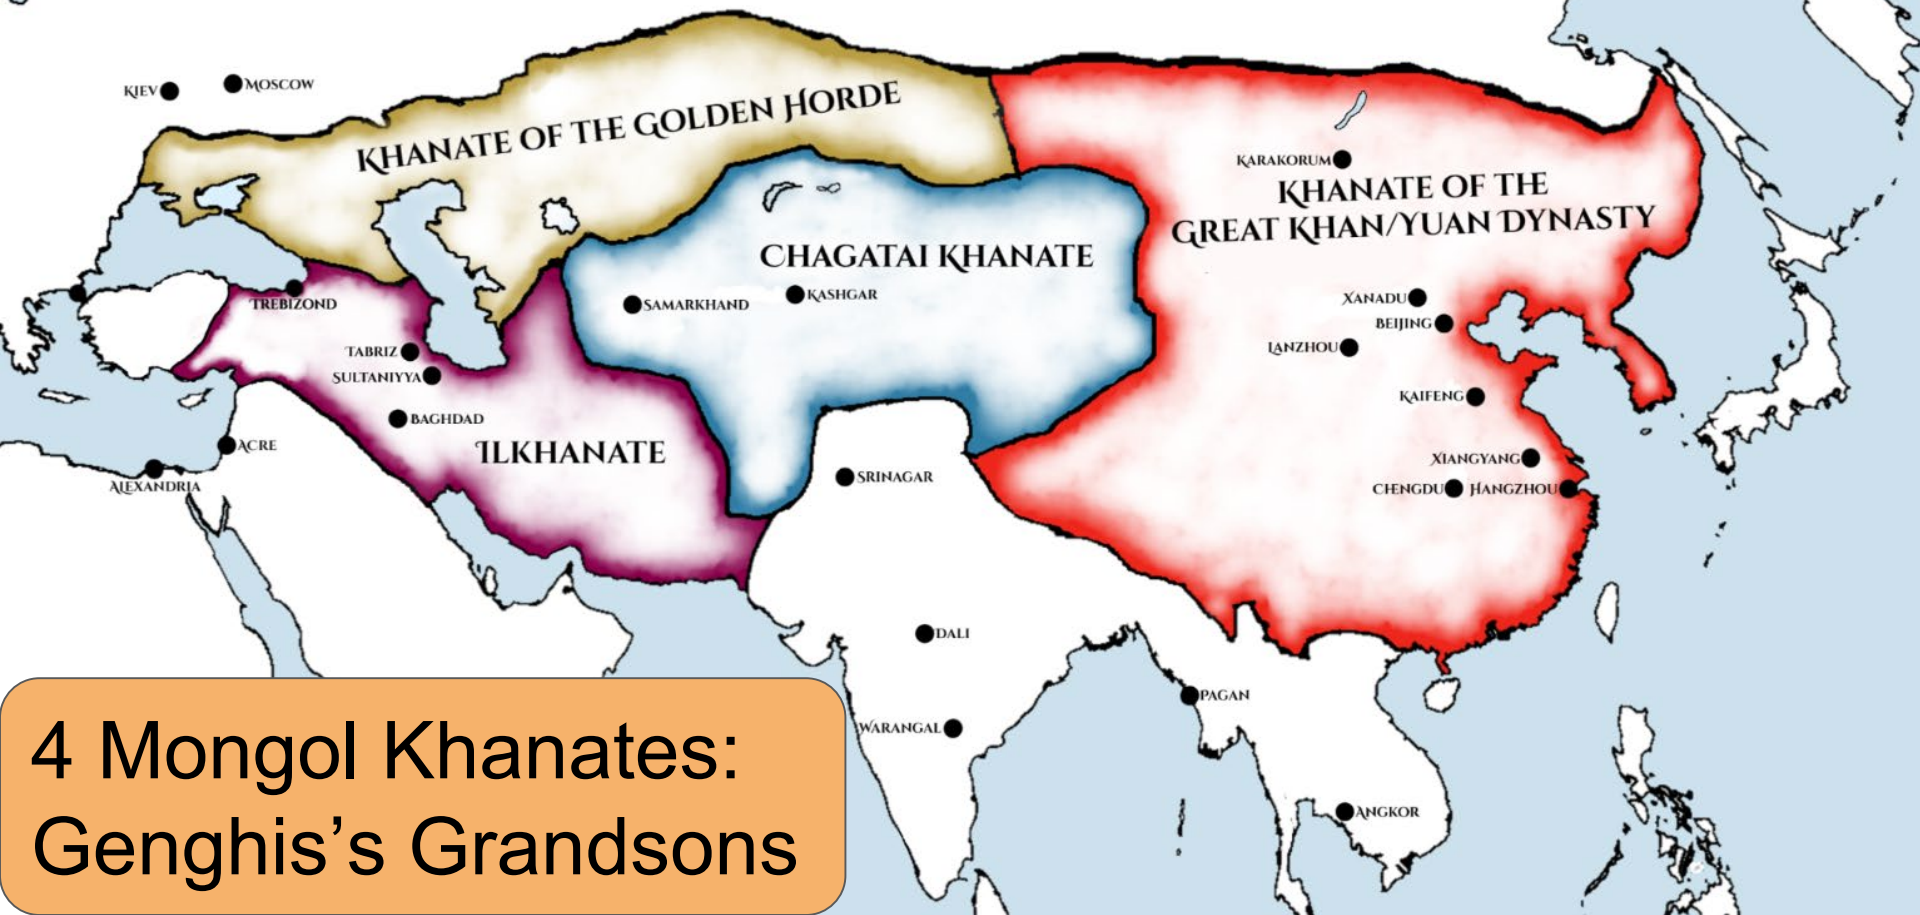 Kiev
Moscow
Khanate of the Golden Horde
Karakorum
Khanate of the
Great Khan/Yuan Dynasty
Chagatai Khanate
Trebizond
Samarkhand
Kashgar
Xanadu
Beijing
Lanzhou
Tabriz
Sultaniyya
Kaifeng
Baghdad
Acre
Ilkhanate
Xiangyang
Alexandria
Srinagar
Chengdu
Hangzhou
Dali
Pagan
Warangal
Angkor
4 Mongol Khanates:
Genghis’s Grandsons